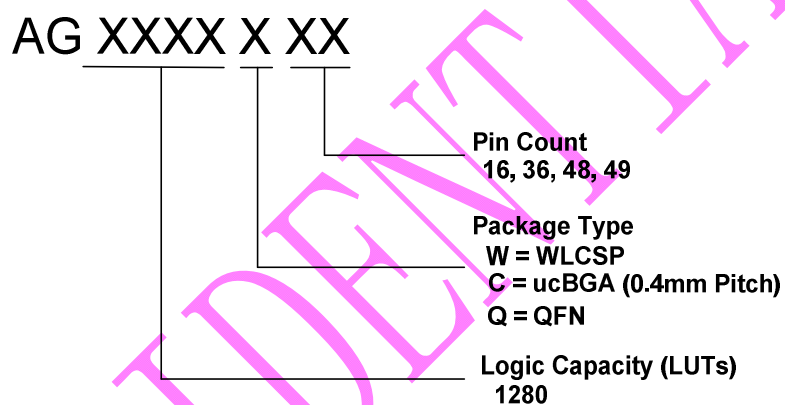 AG XXXX X XX
Pin Count
16, 36, 48, 49
Package Type
W = WLCSP
C = ucBGA (0.4mm Pitch)
Q = QFN
Logic Capacity (LUTs)
1280
IDENTIA